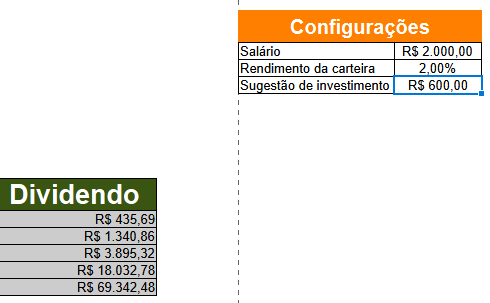 Configurações
Salário R$ 2.000,00
Rendimento da carteira 2,00%
Sugestão de investimento R$ 600,00
Dividendo
R$ 435,69
R$ 1.340,86
R$ 3.895,32
R$ 18.032,78
R$ 69.342,48